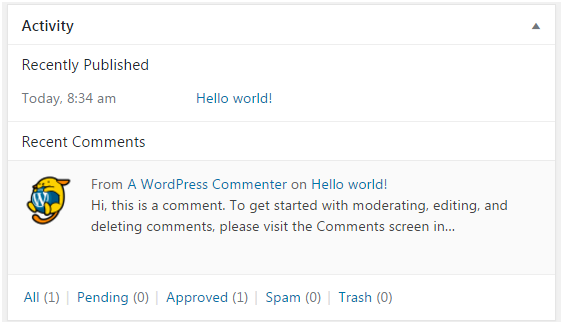 Activity
Recently Published
Today, 8:34 am Hello world!
Recent Comments
From A WordPress Commenter on Hello world!
Hi, this is a comment. To get started with moderating, editing, and
deleting comments, please visit the Comments screen in…
All (1) | Pending (0) | Approved (1) | Spam (0) | Trash (0)